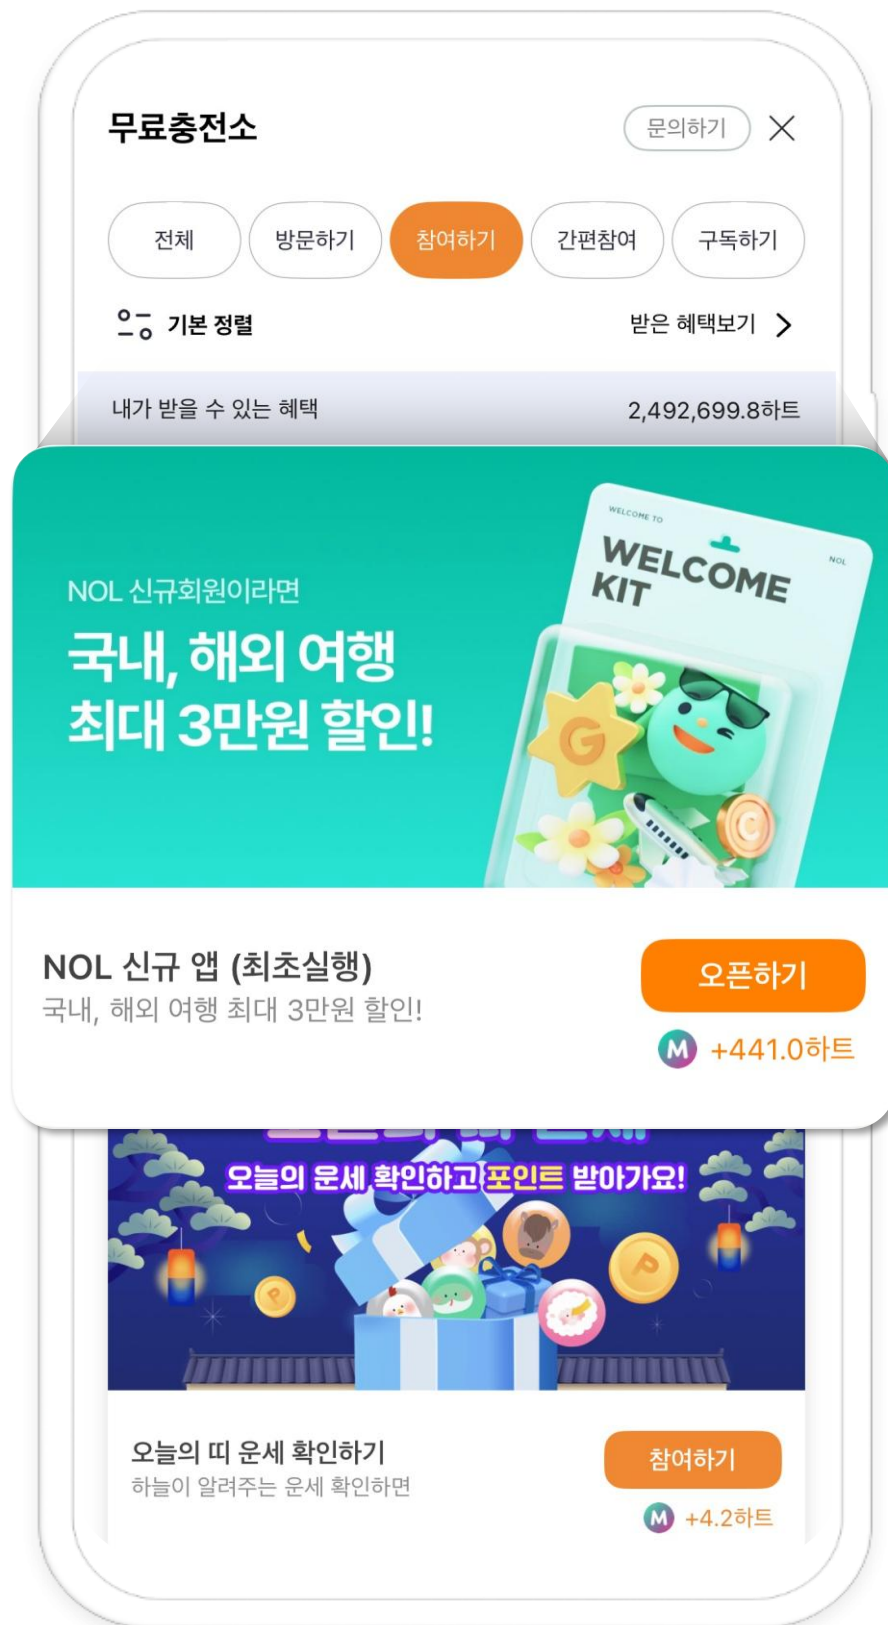 무료충전소
문의하기
전체
방문하기
참여하기
간편참여
구독하기
기본 정렬
받은 혜택보기
내가 받을 수 있는 혜택
2,492,699.8하트
WELCOME TO
NOL
WELCOME
KIT
NOL 신규회원이라면
국내, 해외 여행
최대 3만원 할인!
G
C
NOL 신규 앱 (최초실행)
오픈하기
국내, 해외 여행 최대 3만원 할인!
M +441.0하트
오늘의 운세 확인하고 포인트 받아가요!
P
P
오늘의 띠 운세 확인하기
참여하기
하늘이 알려주는 운세 확인하면
M +4.2하트